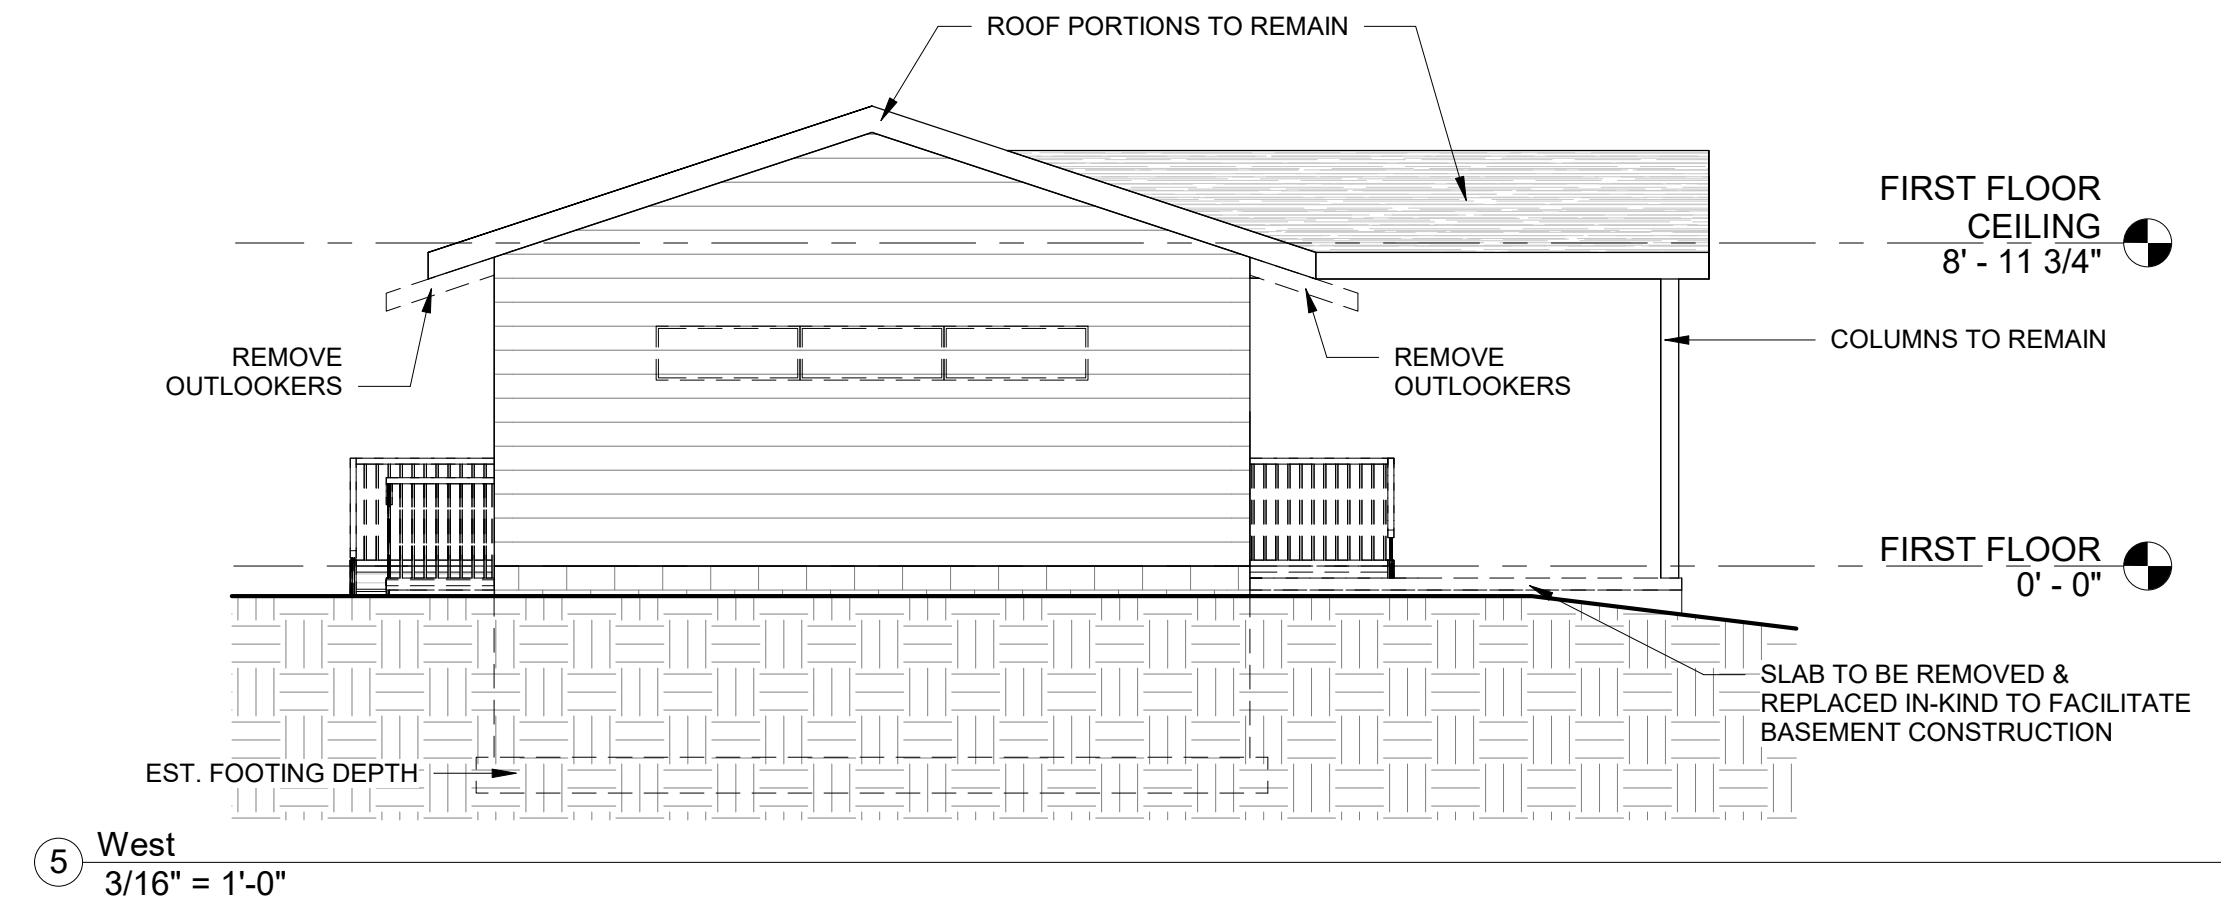 ROOF PORTIONS TO REMAIN
FIRST FLOOR
CEILING
8' - 11 3/4"
REMOVE
OUTLOOKERS
REMOVE
OUTLOOKERS
COLUMNS TO REMAIN
FIRST FLOOR
0' - 0"
SLAB TO BE REMOVED &
REPLACED IN-KIND TO FACILITATE
BASEMENT CONSTRUCTION
EST. FOOTING DEPTH
5
West
3/16" = 1'-0"